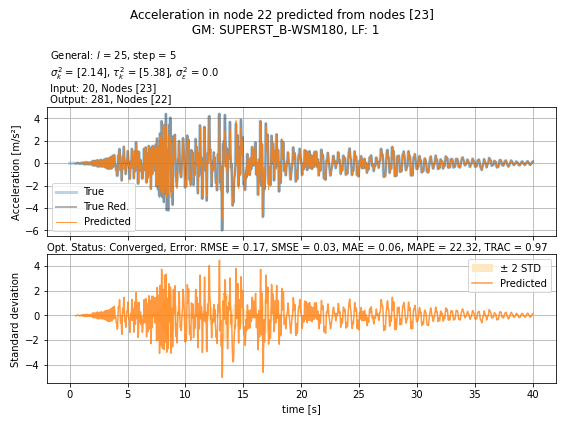 Acceleration in node 22 predicted from nodes [23]
GM: SUPERST_B-WSM180, LF: 1
General: l = 25, step = 5
σ²ₖ = [2.14], τ²ₖ = [5.38], σ²ᵣ = 0.0
Input: 20, Nodes [23]
Output: 281, Nodes [22]
Acceleration [m/s²]
4
2
0
−2
−4
−6
True
True Red.
Predicted
Opt. Status: Converged, Error: RMSE = 0.17, SMSE = 0.03, MAE = 0.06, MAPE = 22.32, TRAC = 0.97
Standard deviation
4
2
0
−2
−4
± 2 STD
Predicted
0 5 10 15 20 25 30 35 40
time [s]